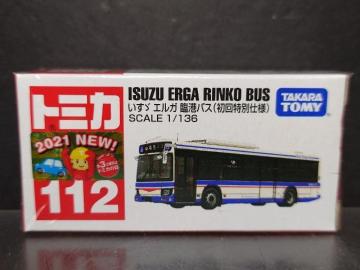 トミカ
2021 NEW!
112
ISUZU ERGA RINKO BUS
いすゞ エルガ 臨港バス(初回特別仕様)
SCALE 1/136
TAKARA
TOMY